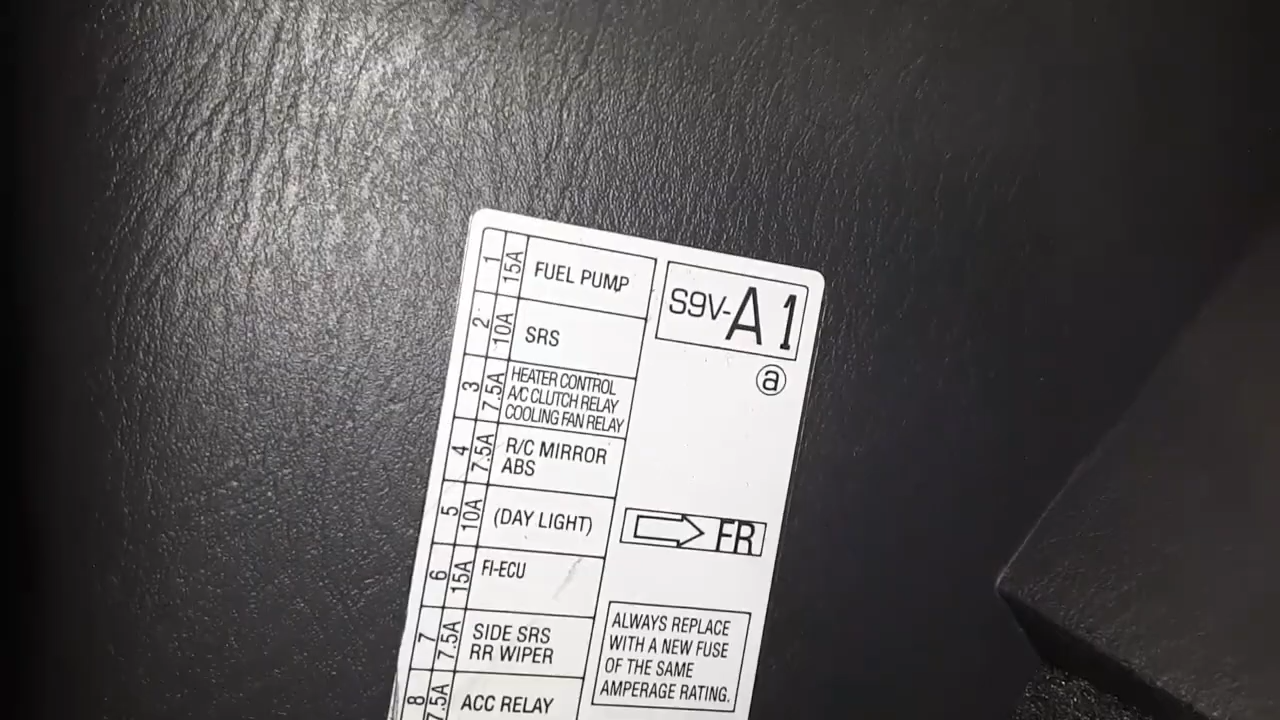 1 15A FUEL PUMP
2 10A SRS
3 7.5A HEATER CONTROL
A/C CLUTCH RELAY
COOLING FAN RELAY
4 7.5A R/C MIRROR
ABS
5 10A (DAY LIGHT)
6 15A FI-ECU
7 7.5A SIDE SRS
RR WIPER
8 7.5A ACC RELAY
S9V-A1
ⓐ
FR
ALWAYS REPLACE
WITH A NEW FUSE
OF THE SAME
AMPERAGE RATING.